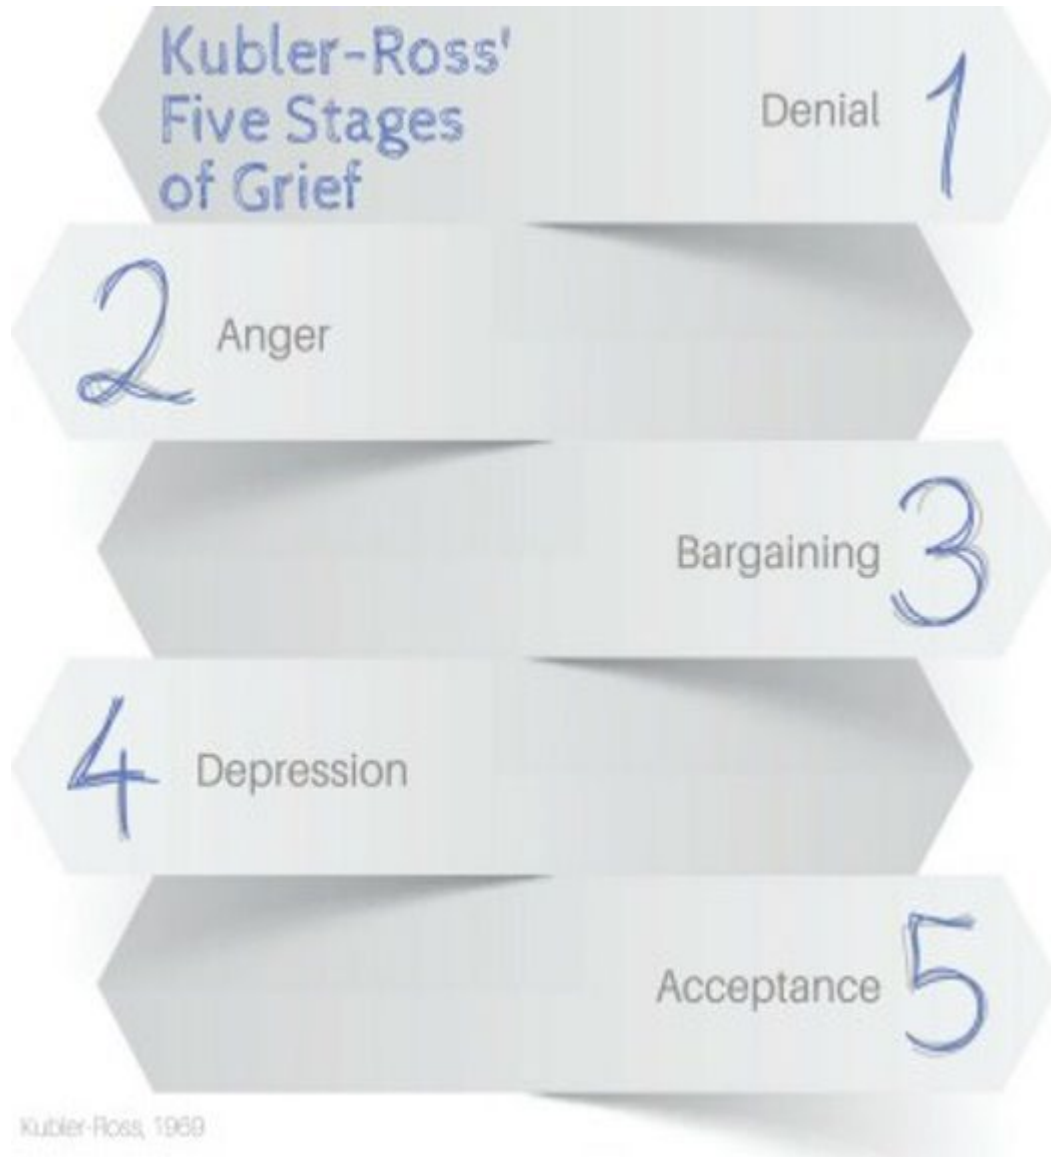 Kubler-Ross'
Five Stages
of Grief
Denial 1
2 Anger
Bargaining 3
4 Depression
Acceptance 5
Kubler-Ross, 1969